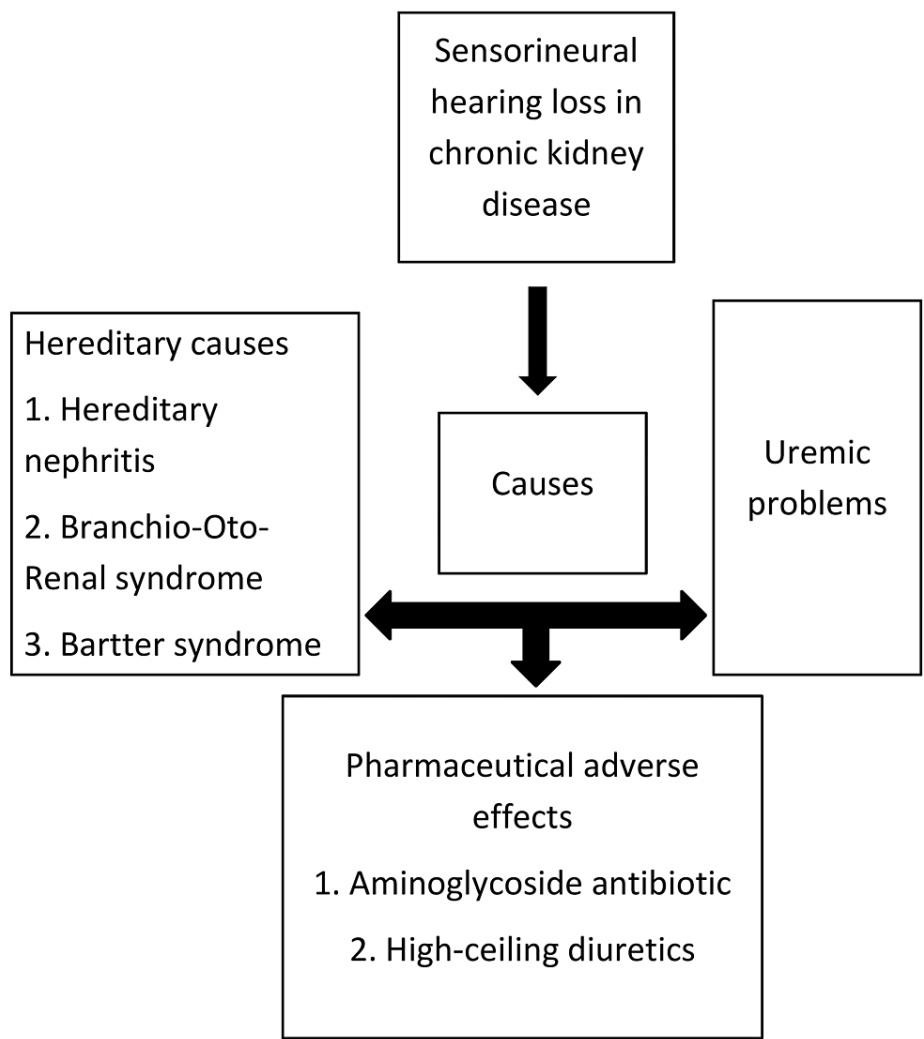 Sensorineural
hearing loss in
chronic kidney
disease
Hereditary causes
1. Hereditary
nephritis
2. Branchio-Oto-
Renal syndrome
3. Bartter syndrome
Causes
Uremic
problems
Pharmaceutical adverse
effects
1. Aminoglycoside antibiotic
2. High-ceiling diuretics